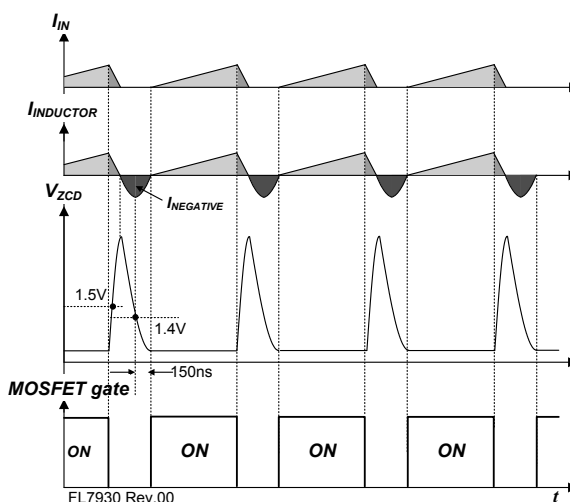 I_IN
I_INDUCTOR
V_ZCD
I_NEGATIVE
1.5V
1.4V
150ns
MOSFET gate
ON
ON
ON
ON
FL7930 Rev.00
t